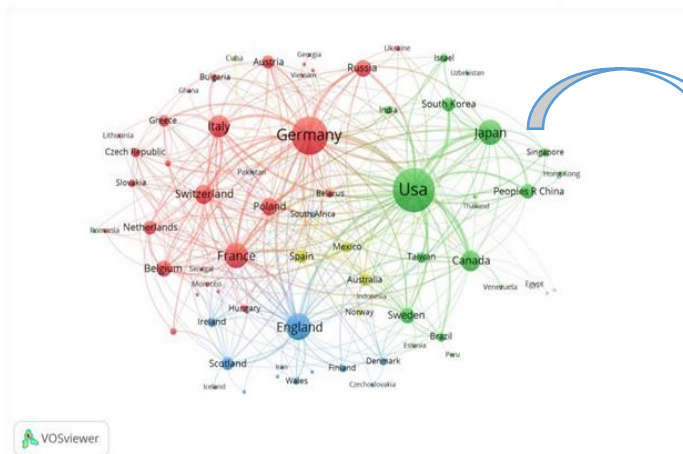 Cuba
Georgia
Ukraine
Austria
Vietnam
Russia
Israel
Uzbekistan
Bulgaria
Ghana
India
South Korea
Greece
Italy
Germany
Japan
Lithuania
Czech Republic
Singapore
Pakistan
Hong Kong
Slovakia
Switzerland
Belarus
Usa
Peoples R China
Poland
South Africa
Thailand
Romania
Netherlands
Mexico
France
Spain
Taiwan
Canada
Belgium
Senegal
Morocco
Australia
Venezuela
Egypt
Indonesia
Hungary
Norway
Sweden
Ireland
England
Brazil
Estonia
Peru
Scotland
Iran
Finland
Denmark
Iceland
Wales
Czechoslovakia
VOSviewer